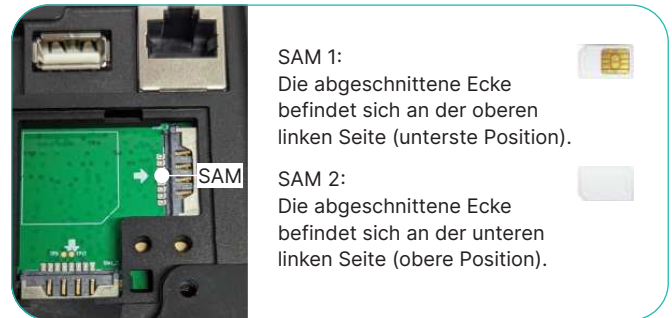 SAM
SAM 1:
Die abgeschnittene Ecke
befindet sich an der oberen
linken Seite (unterste Position).
SAM 2:
Die abgeschnittene Ecke
befindet sich an der unteren
linken Seite (obere Position).